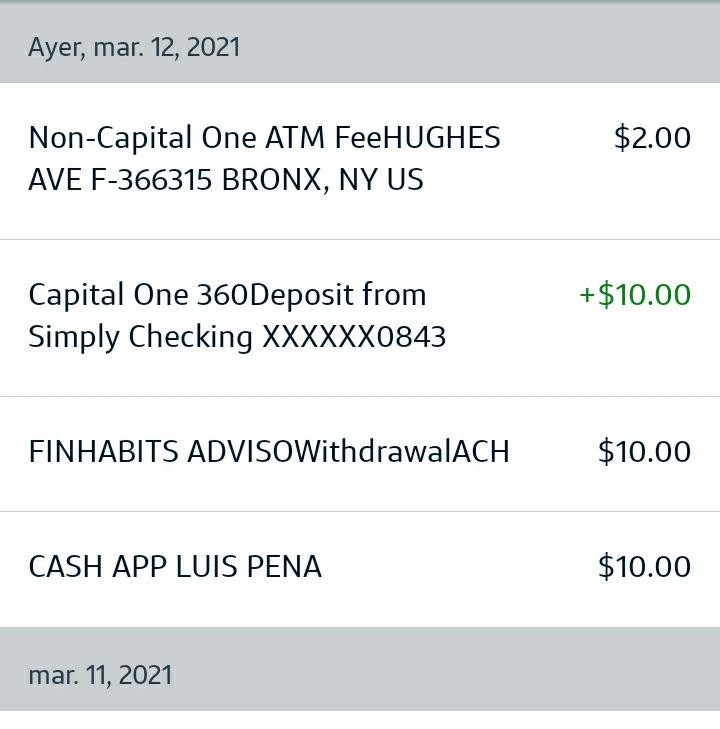 Ayer, mar. 12, 2021
Non-Capital One ATM FeeHUGHES $2.00
AVE F-366315 BRONX, NY US
Capital One 360Deposit from +$10.00
Simply Checking XXXXXX0843
FINHABITS ADVISOWithdrawalACH $10.00
CASH APP LUIS PENA $10.00
mar. 11, 2021